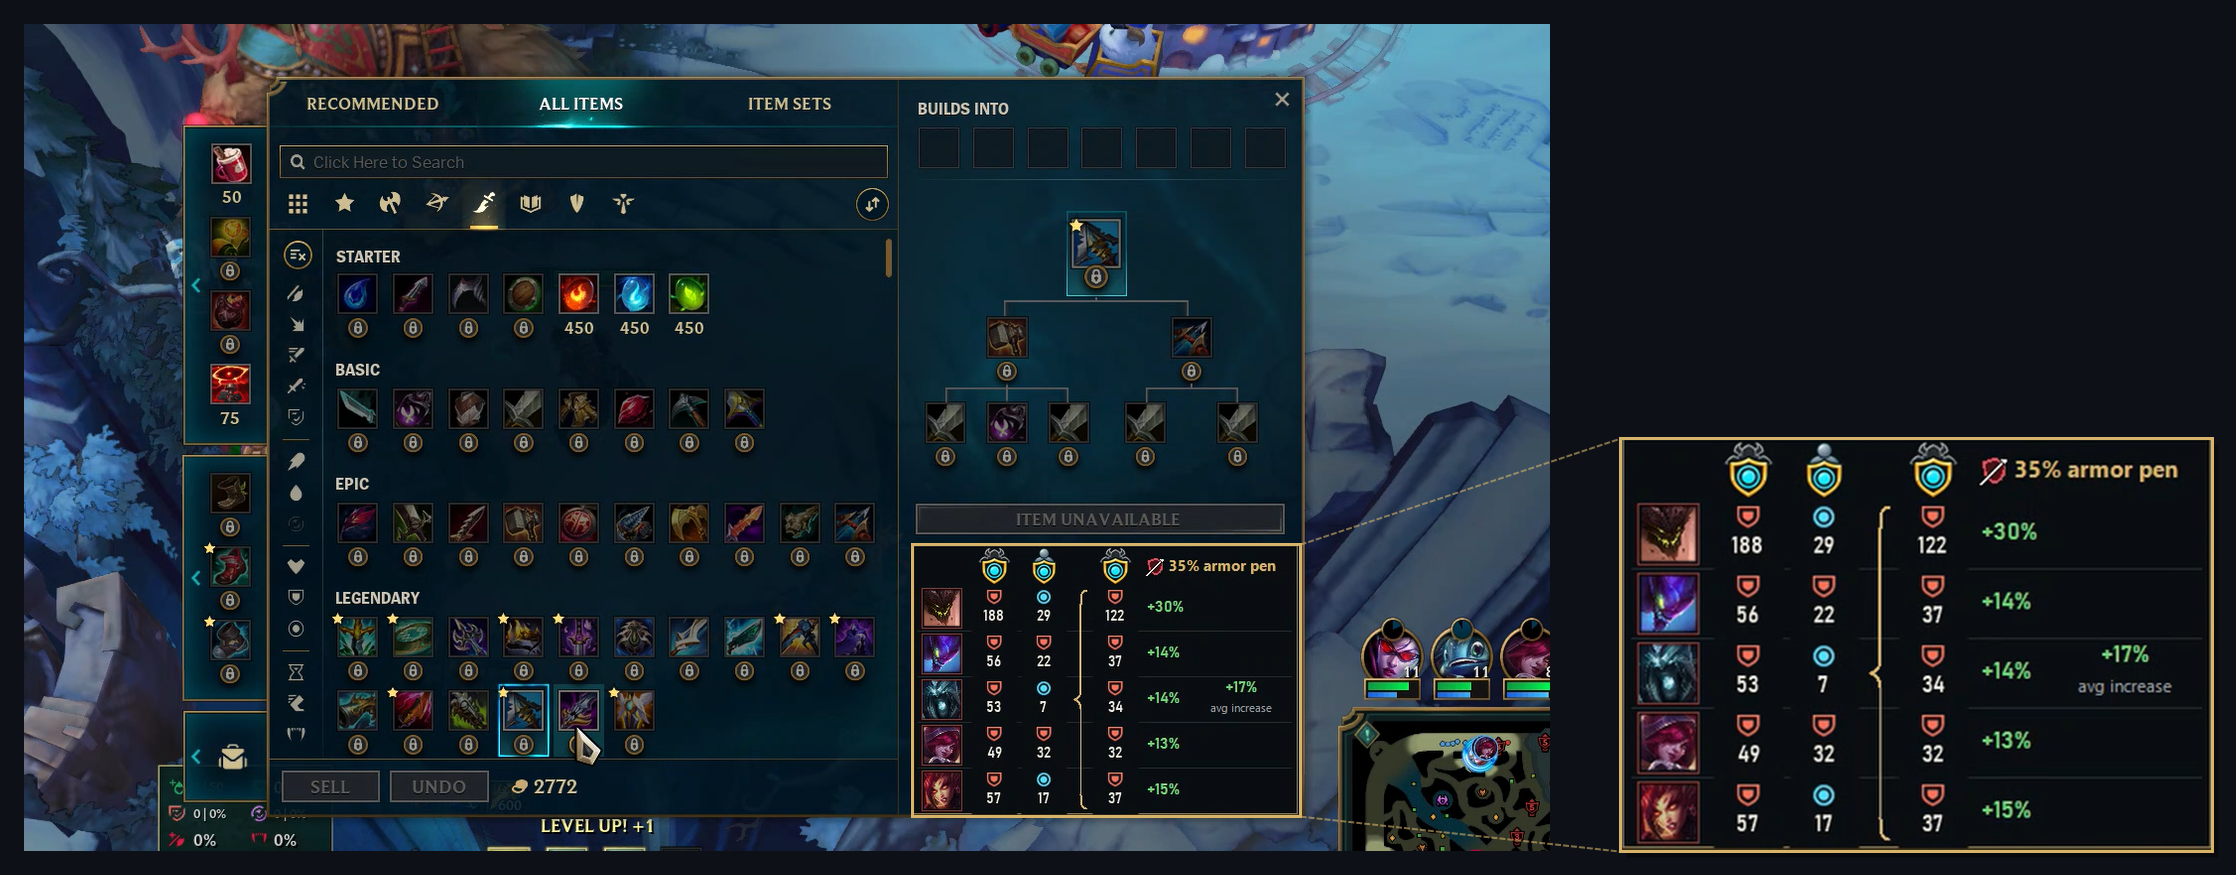 RECOMMENDED
ALL ITEMS
ITEM SETS
Click Here to Search
50
75
STARTER
450
450
450
BASIC
EPIC
LEGENDARY
SELL
UNDO
2772
0 | 0%
0%
0%
LEVEL UP! +1
BUILDS INTO
ITEM UNAVAILABLE
35% armor pen
188 29 122 +30%
56 22 37 +14%
53 7 34 +14%
+17%
avg increase
49 32 32 +13%
57 17 37 +15%
11
11
35% armor pen
188 29 122 +30%
56 22 37 +14%
53 7 34 +14%
+17%
avg increase
49 32 32 +13%
57 17 37 +15%